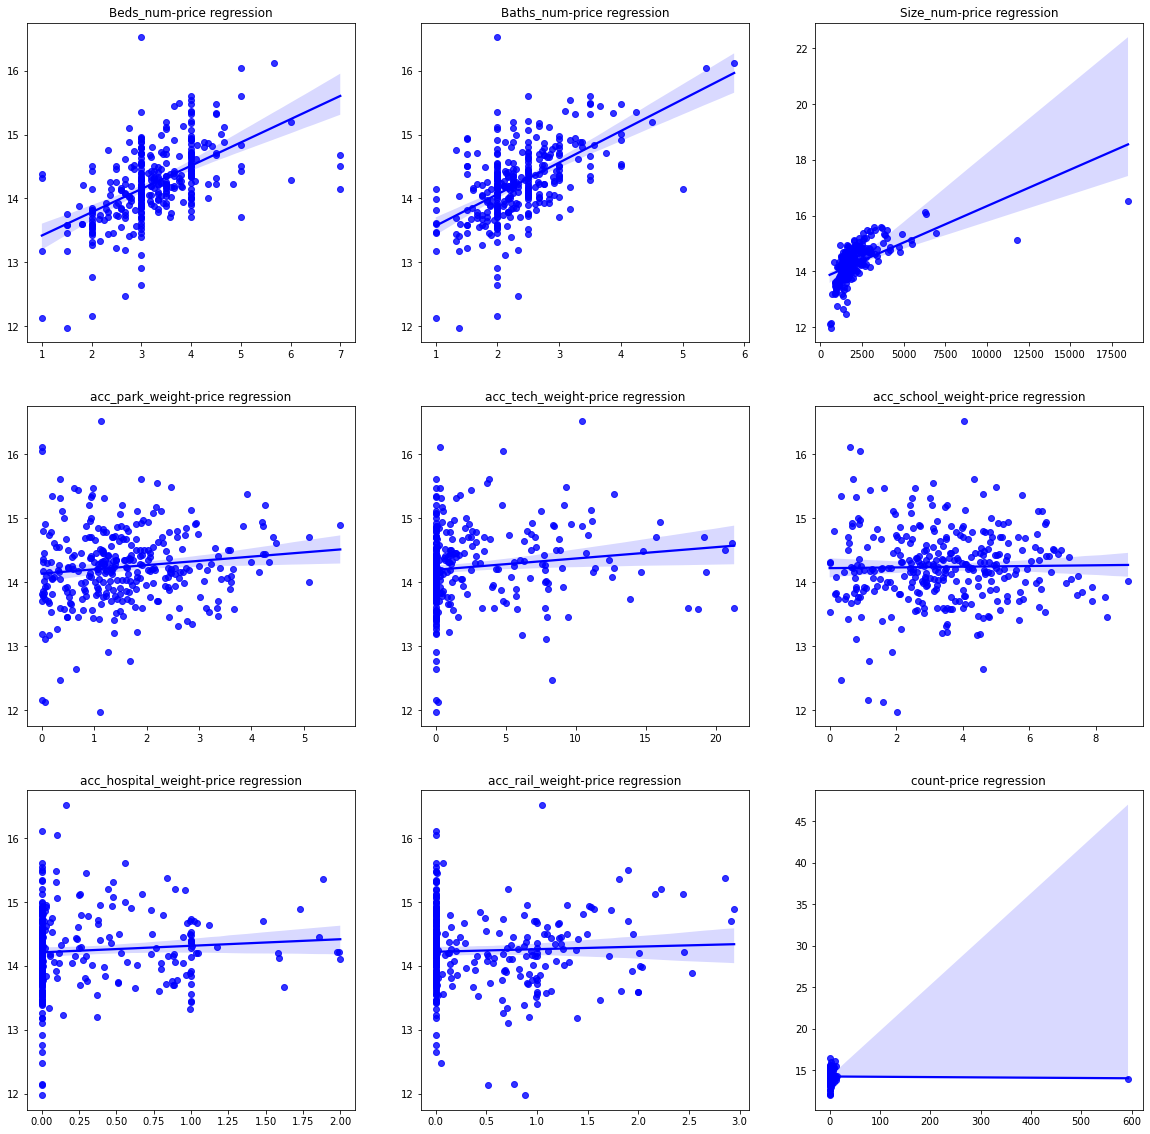 Beds_num-price regression
Baths_num-price regression
Size_num-price regression
16
15
14
13
12
1 2 3 4 5 6 7
16
15
14
13
12
1 2 3 4 5 6
22
20
18
16
14
12
0 2500 5000 7500 10000 12500 15000 17500
acc_park_weight-price regression
acc_tech_weight-price regression
acc_school_weight-price regression
16
15
14
13
12
0 1 2 3 4 5
16
15
14
13
12
0 5 10 15 20
16
15
14
13
12
0 2 4 6 8
acc_hospital_weight-price regression
acc_rail_weight-price regression
count-price regression
16
15
14
13
12
0.00 0.25 0.50 0.75 1.00 1.25 1.50 1.75 2.00
16
15
14
13
12
0.0 0.5 1.0 1.5 2.0 2.5 3.0
45
40
35
30
25
20
15
0 100 200 300 400 500 600